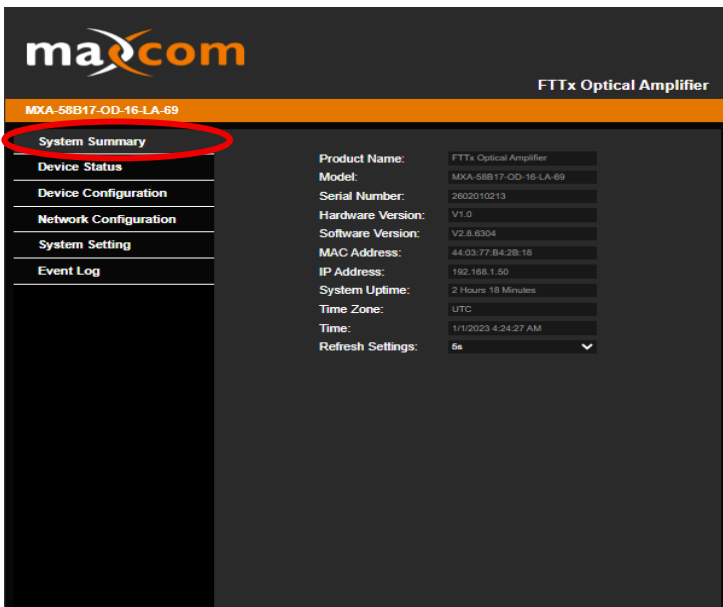 maxcom
FTTx Optical Amplifier
MXA-58B17-OD-16-LA-69
System Summary
Device Status
Device Configuration
Network Configuration
System Setting
Event Log
Product Name: FTTx Optical Amplifier
Model: MXA-58B17-OD-16-LA-69
Serial Number: 2602010213
Hardware Version: V1.0
Software Version: V2.8.6304
MAC Address: 44:03:77:B4:2B:18
IP Address: 192.168.1.50
System Uptime: 2 Hours 18 Minutes
Time Zone: UTC
Time: 1/1/2023 4:24:27 AM
Refresh Settings: 5s